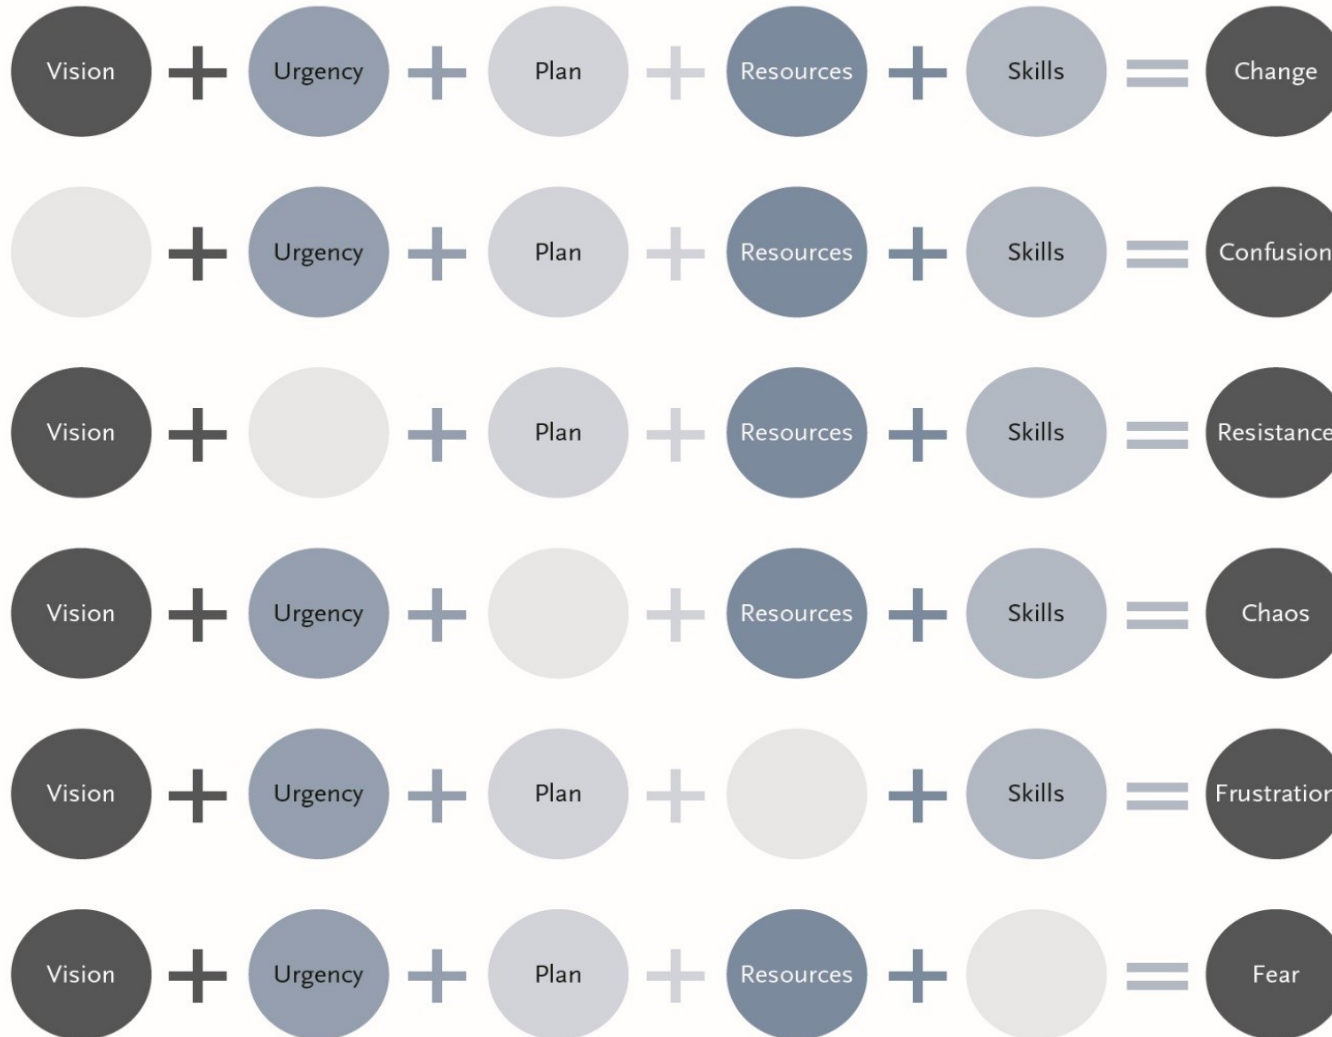 Vision + Urgency + Plan + Resources + Skills = Change
+ Urgency + Plan + Resources + Skills = Confusion
Vision + + Plan + Resources + Skills = Resistance
Vision + Urgency + + Resources + Skills = Chaos
Vision + Urgency + Plan + + Skills = Frustration
Vision + Urgency + Plan + Resources + = Fear